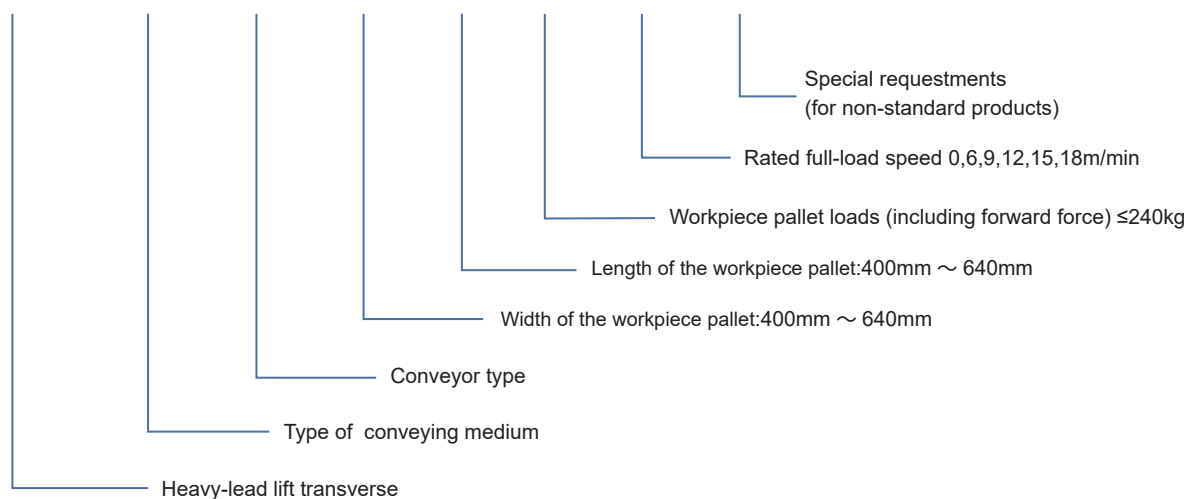 Special requestments
(for non-standard products)
Rated full-load speed 0,6,9,12,15,18m/min
Workpiece pallet loads (including forward force) ≤240kg
Length of the workpiece pallet:400mm ～ 640mm
Width of the workpiece pallet:400mm ～ 640mm
Conveyor type
Type of  conveying medium
Heavy-lead lift transverse